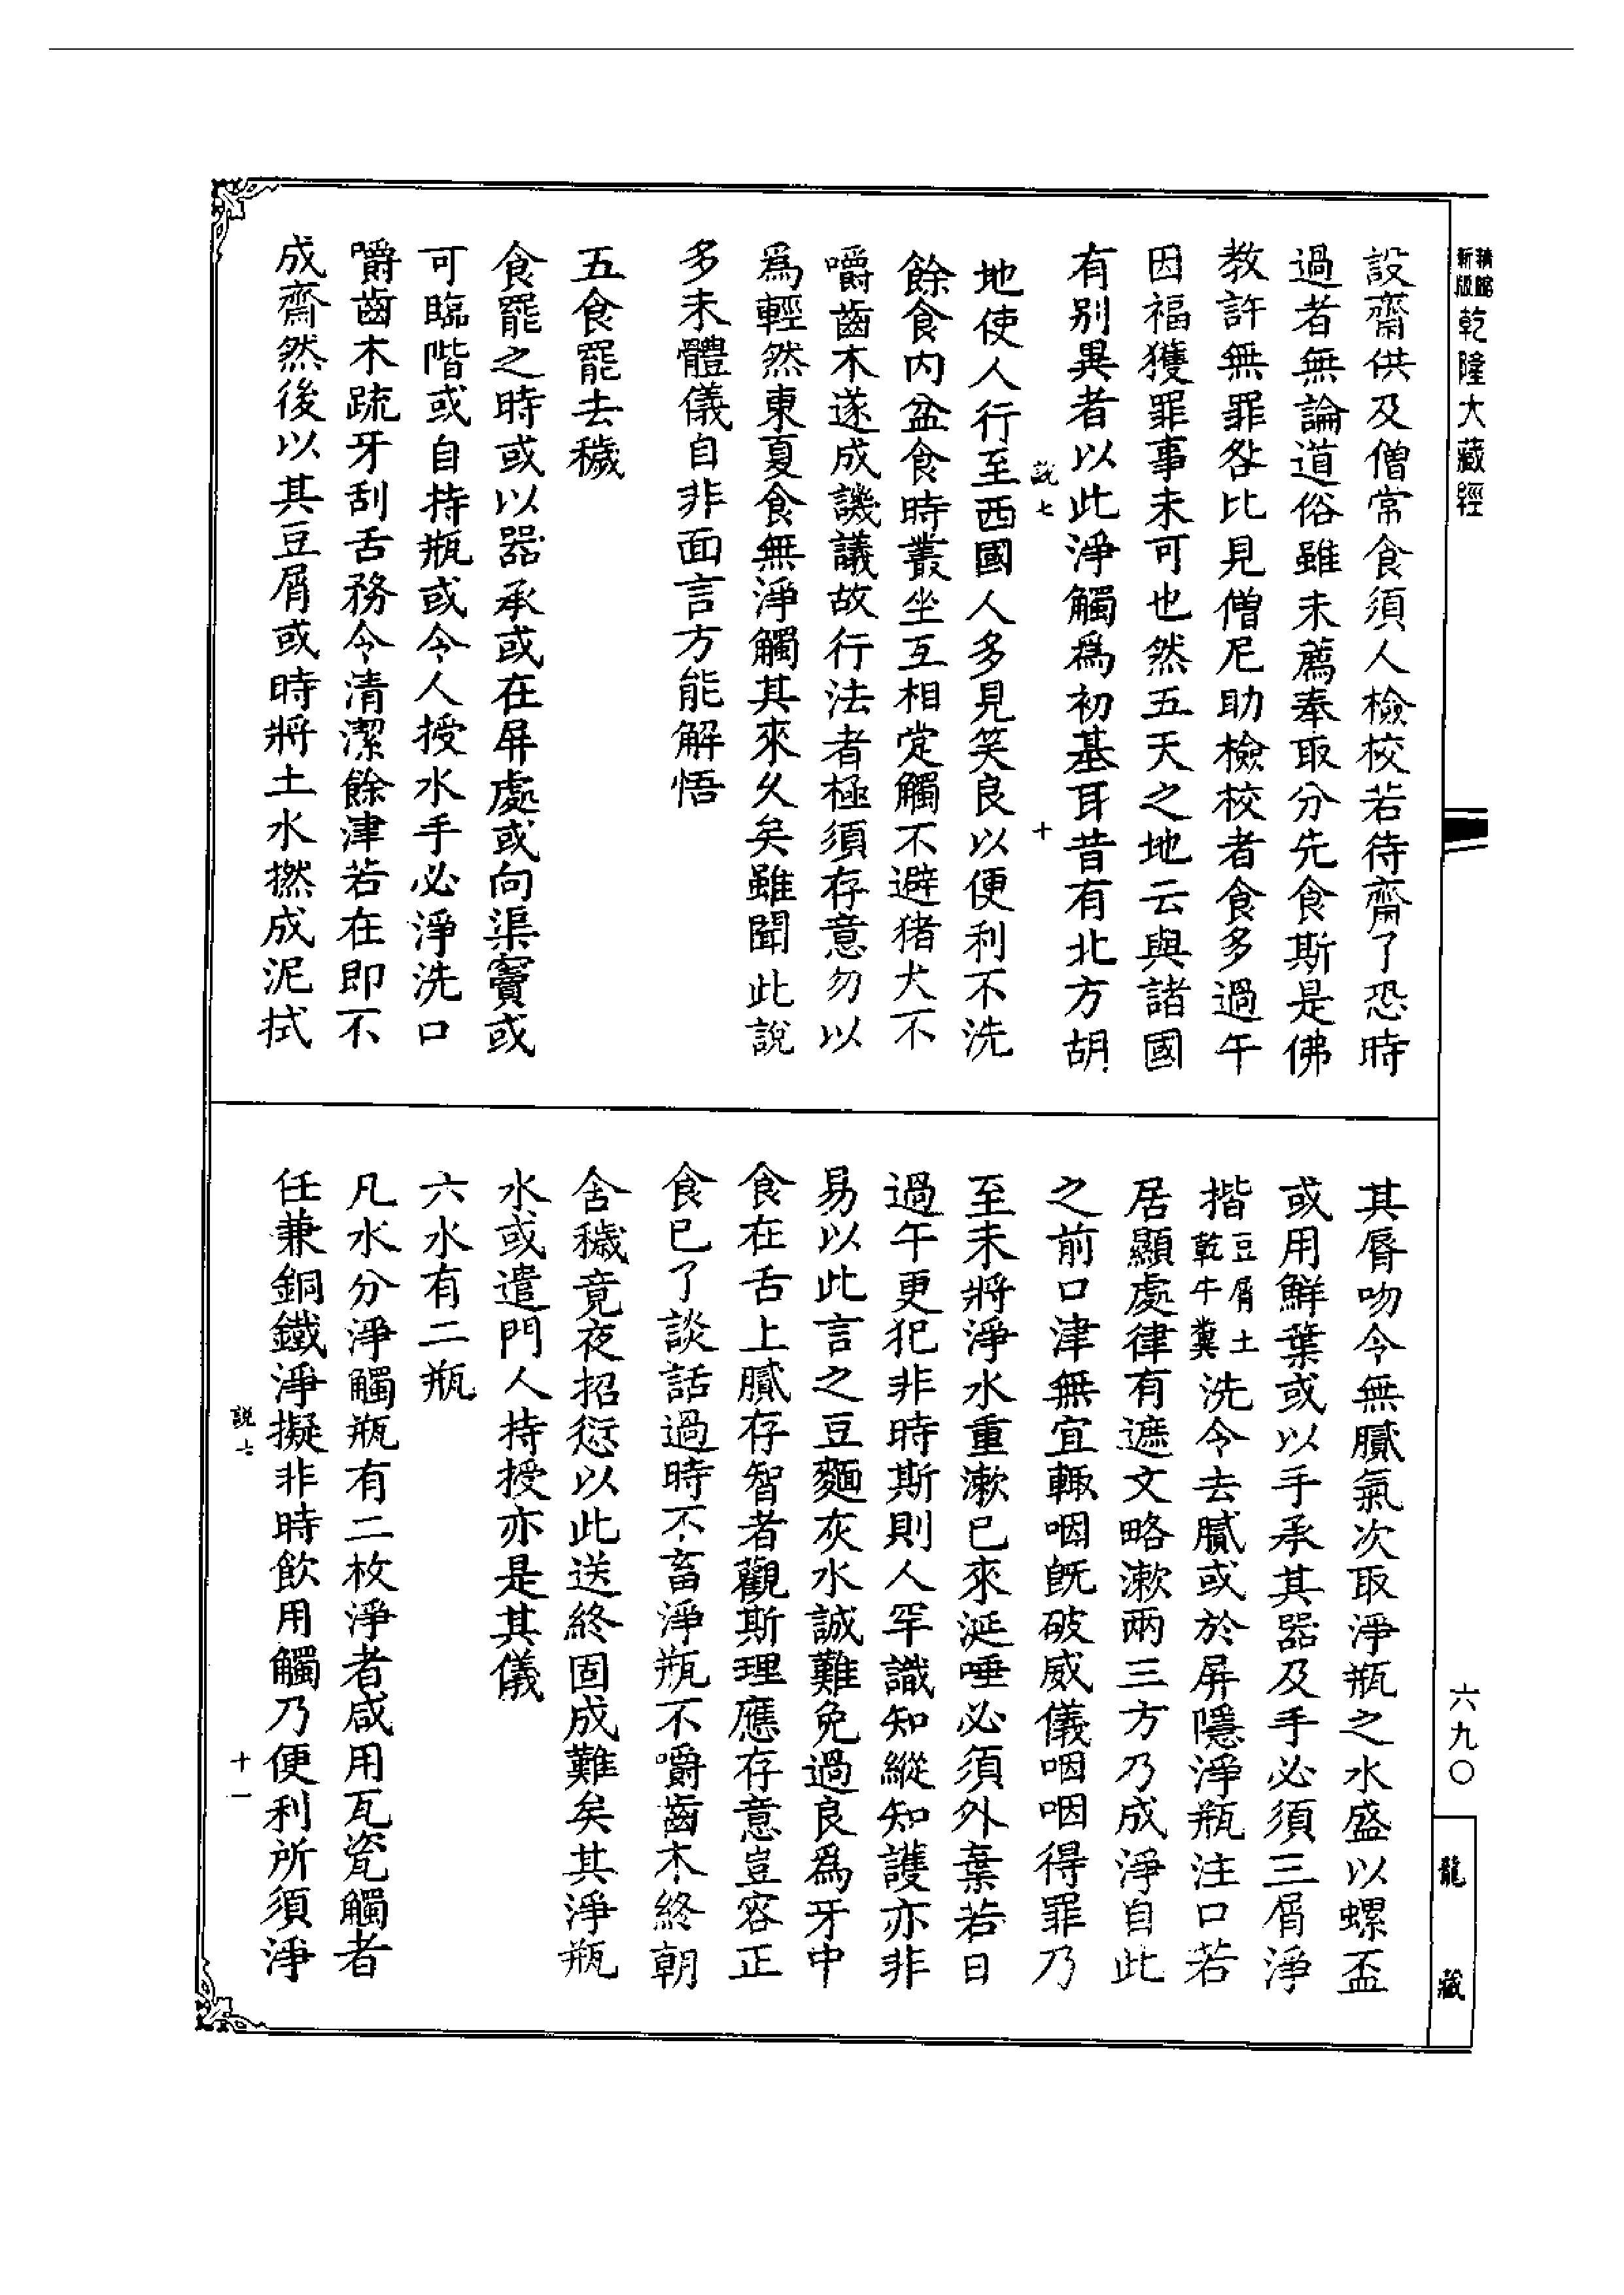 新版
精縮
乾隆大藏經
設齋供及僧常食須人檢校若待齋了恐時
過者無論道俗雖未薦奉取分先食斯是佛
教許無罪咎比見僧尼助檢校者食多過午
因福獲罪事未可也然五天之地云與諸國
有別異者以此淨觸爲初基耳昔有北方胡
説七
十
地使人行至西國人多見笑良以便利不洗
餘食内盆食時叢坐互相掽觸不避猪犬不
嚼齒木遂成譏議故行法者極須存意勿以
爲輕然東夏食無淨觸其來久矣雖聞此說
多未體儀自非面言方能解悟
五食罷去穢
食罷之時或以器承或在屏處或向渠竇或
可臨階或自持瓶或令人授水手必淨洗口
嚼齒木疏牙刮舌務令清潔餘津若在即不
成齋然後以其豆屑或時將土水撚成泥拭
其脣吻令無膩氣次取淨瓶之水盛以螺盃
或用鮮葉或以手承其器及手必須三屑淨
揩
豆屑土
乾牛糞
洗令去膩或於屏隱淨瓶注口若
居顯處律有遮文略漱兩三方乃成淨自此
之前口津無宜輒咽既破威儀咽咽得罪乃
至未將淨水重漱已來涎唾必須外棄若日
過午更犯非時斯則人罕識知縱知護亦非
易以此言之豆麵灰水誠難免過良爲牙中
食在舌上膩存智者觀斯理應存意豈容正
食已了談話過時不畜淨瓶不嚼齒木終朝
含穢竟夜招愆以此送終固成難矣其淨瓶
水或遣門人持授亦是其儀
六水有二瓶
凡水分淨觸瓶有二枚淨者咸用瓦瓷觸者
任兼銅鐵淨擬非時飲用觸乃便利所須淨
説七
十一
六九〇
龍藏